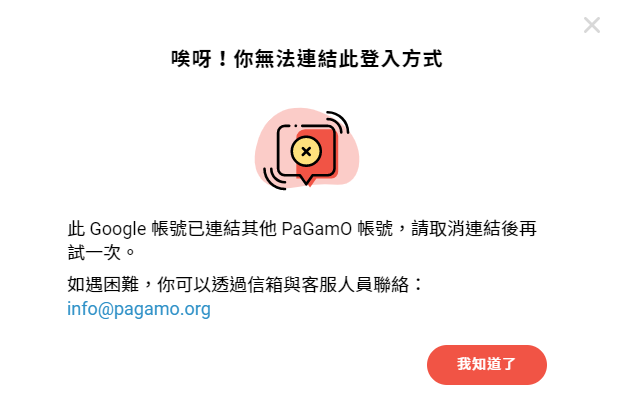 唉呀！你無法連結此登入方式
此 Google 帳號已連結其他 PaGamO 帳號，請取消連結後再
試一次。
如遇困難，你可以透過信箱與客服人員聯絡：
info@pagamo.org
我知道了